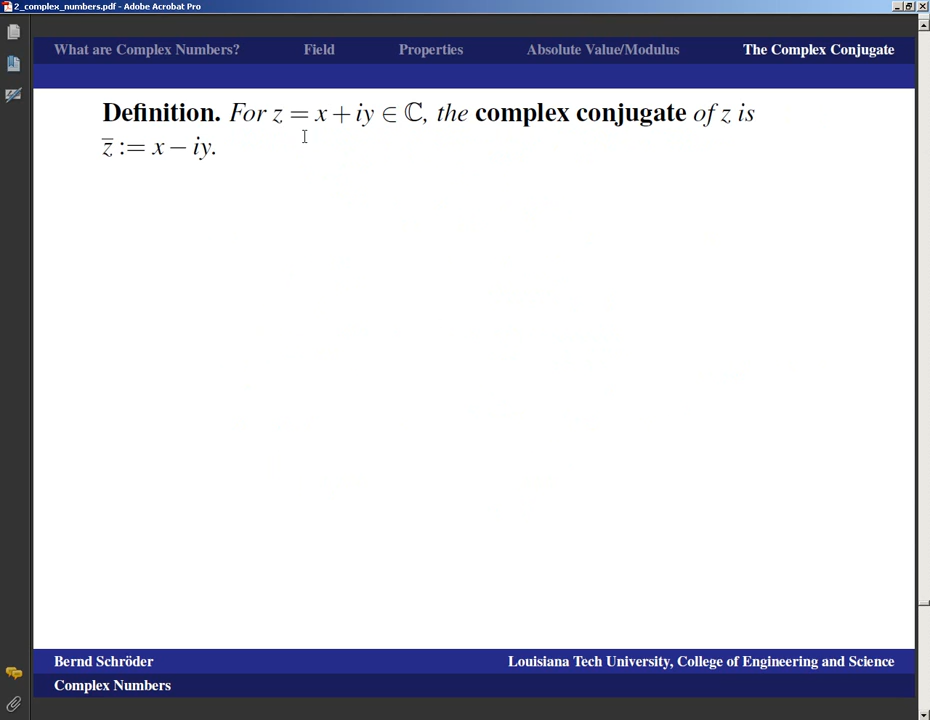 2_complex_numbers.pdf - Adobe Acrobat Pro
What are Complex Numbers? Field Properties Absolute Value/Modulus The Complex Conjugate
Definition. For z = x + iy ∈ ℂ, the complex conjugate of z is
z̅ := x − iy.
Bernd Schröder Louisiana Tech University, College of Engineering and Science
Complex Numbers